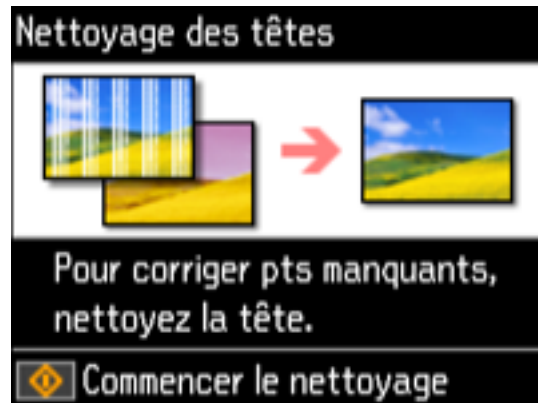 Nettoyage des têtes
Pour corriger pts manquants,
nettoyez la tête.
Commencer le nettoyage